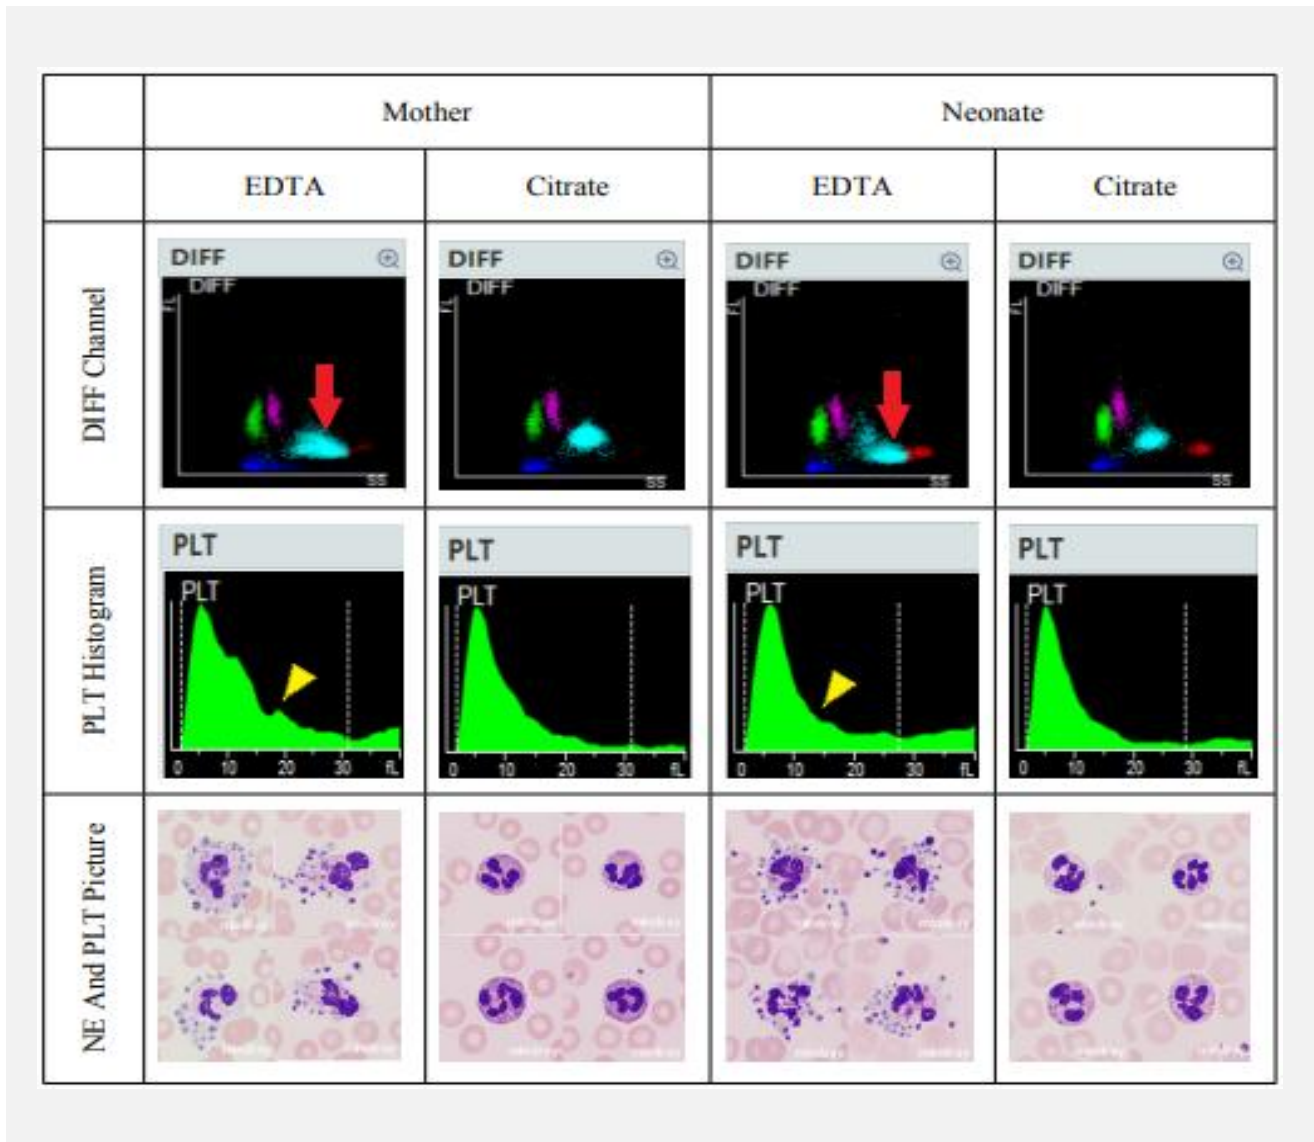 Mother Neonate
EDTA Citrate EDTA Citrate
DIFF Channel
DIFF DIFF DIFF DIFF
DIFF DIFF DIFF DIFF
FL FL FL FL
SS SS SS SS
PLT Histogram
PLT PLT PLT PLT
PLT PLT PLT PLT
0 10 20 30 fL 0 10 20 30 fL 0 10 20 30 fL 0 10 20 30 fL
NE And PLT Picture